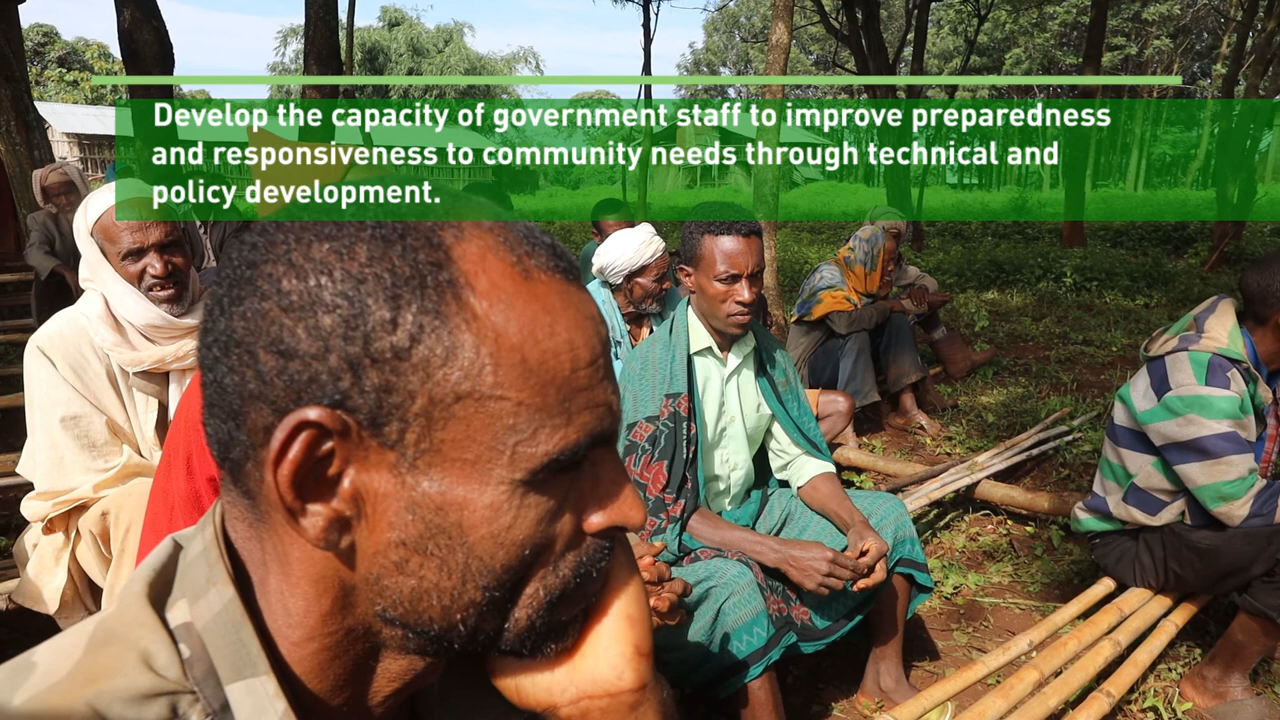 Develop the capacity of government staff to improve preparedness
and responsiveness to community needs through technical and
policy development.